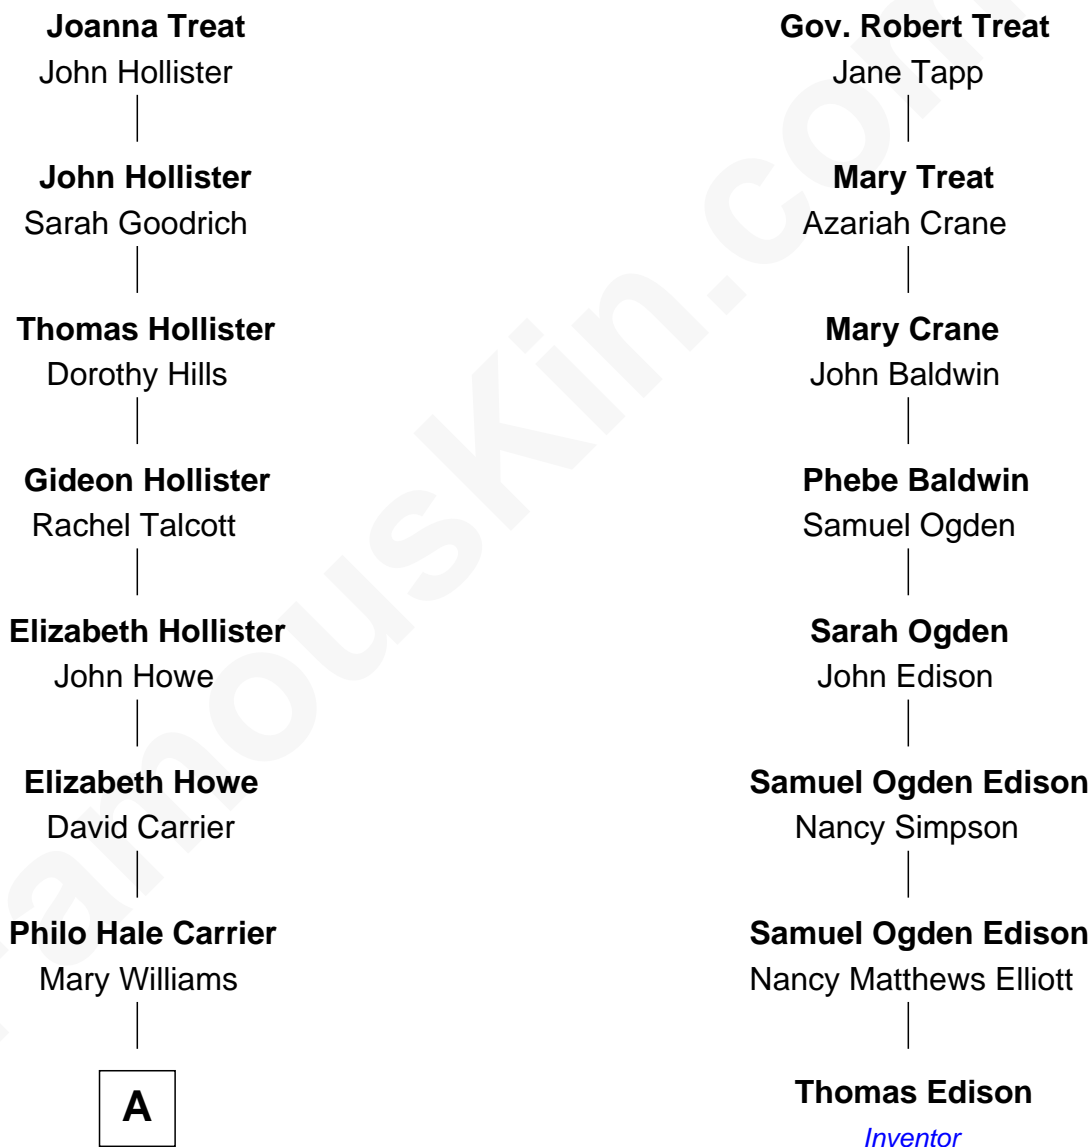 Joanna Treat
John Hollister
John Hollister
Sarah Goodrich
Thomas Hollister
Dorothy Hills
Gideon Hollister
Rachel Talcott
Elizabeth Hollister
John Howe
Elizabeth Howe
David Carrier
Philo Hale Carrier
Mary Williams
A
Gov. Robert Treat
Jane Tapp
Mary Treat
Azariah Crane
Mary Crane
John Baldwin
Phebe Baldwin
Samuel Ogden
Sarah Ogden
John Edison
Samuel Ogden Edison
Nancy Simpson
Samuel Ogden Edison
Nancy Matthews Elliott
Thomas Edison
Inventor
FamousKin.com